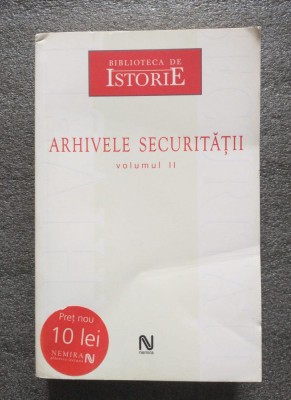 BIBLIOTECA DE
ISTORIE
ARHIVELE SECURITĂȚII
volumul II
Preț nou
10 lei
NEMIRA N
N
nemira